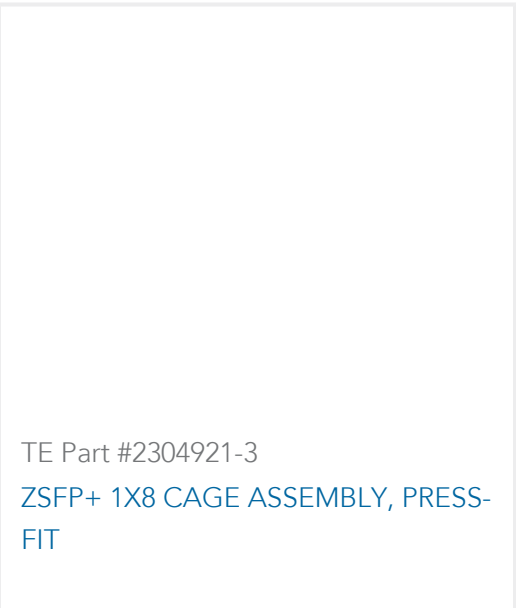 TE Part #2304921-3
ZSFP+ 1X8 CAGE ASSEMBLY, PRESS-
FIT